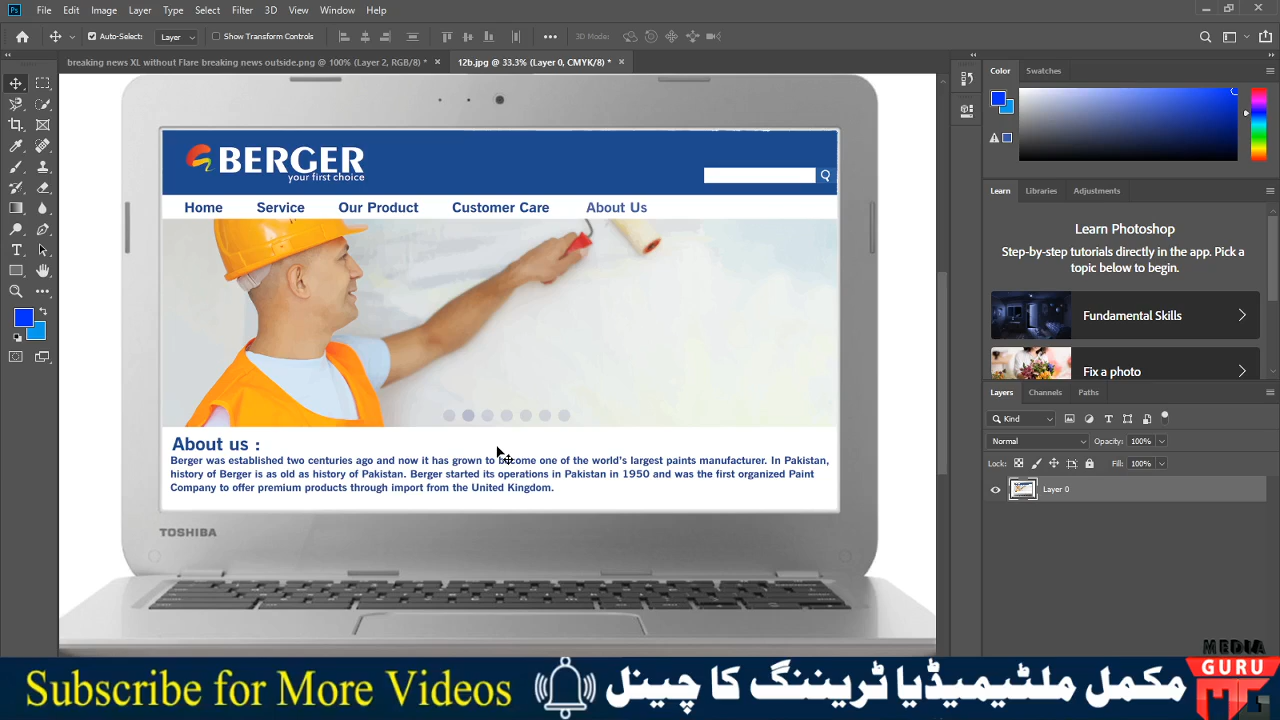 Ps File Edit Image Layer Type Select Filter 3D View Window Help
Auto-Select: Layer Show Transform Controls 3D Mode:
breaking news XL without Flare breaking news outside.png @ 100% (Layer 2, RGB/8) * × 12b.jpg @ 33.3% (Layer 0, CMYK/8) * ×
Color Swatches
BERGER
your first choice
Home Service Our Product Customer Care About Us
About us :
Berger was established two centuries ago and now it has grown to become one of the world's largest paints manufacturer. In Pakistan,
history of Berger is as old as history of Pakistan. Berger started its operations in Pakistan in 1950 and was the first organized Paint
Company to offer premium products through import from the United Kingdom.
TOSHIBA
Learn Libraries Adjustments
Learn Photoshop
Step-by-step tutorials directly in the app. Pick a
topic below to begin.
Fundamental Skills
Fix a photo
Layers Channels Paths
Kind
Normal Opacity: 100%
Lock: Fill: 100%
Layer 0
Subscribe for More Videos
مکمل ملٹیمیڈیا ٹریننگ کا چینل
MEDIA
GURU
MG